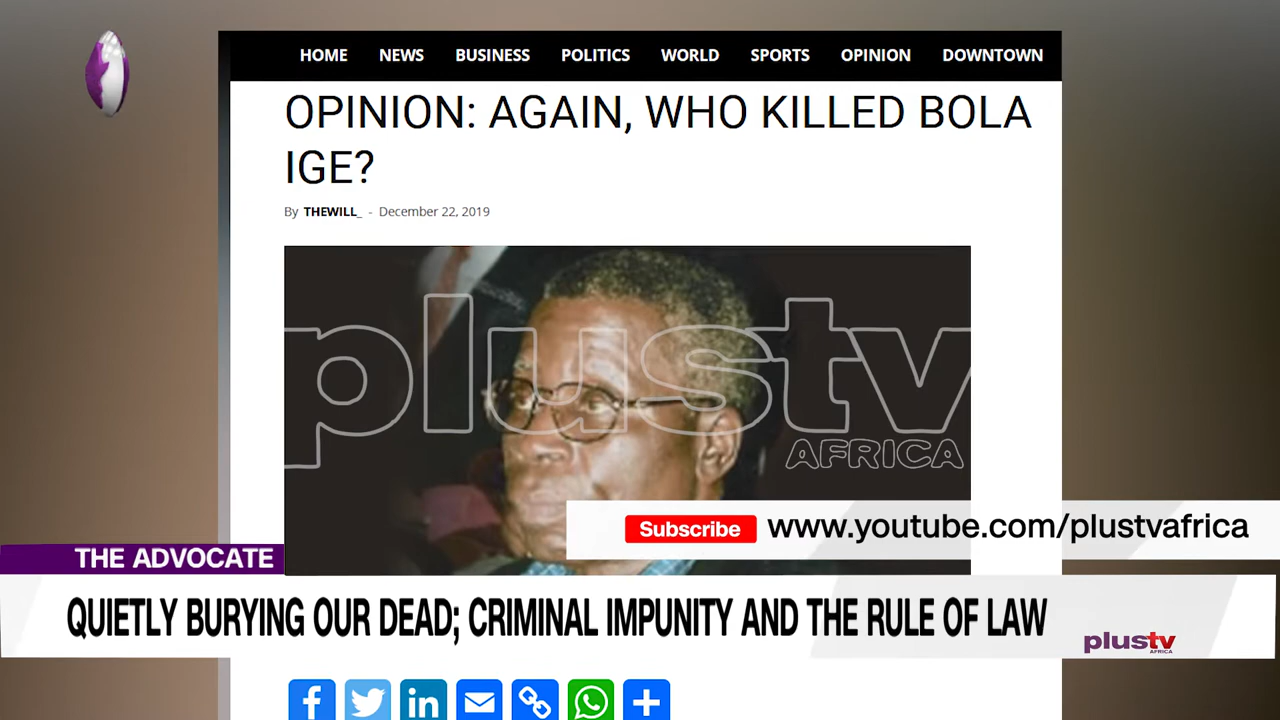 HOME NEWS BUSINESS POLITICS WORLD SPORTS OPINION DOWNTOWN
OPINION: AGAIN, WHO KILLED BOLA
IGE?
By THEWILL_ - December 22, 2019
plustv
AFRICA
Subscribe www.youtube.com/plustvafrica
THE ADVOCATE
QUIETLY BURYING OUR DEAD; CRIMINAL IMPUNITY AND THE RULE OF LAW
plustv
AFRICA